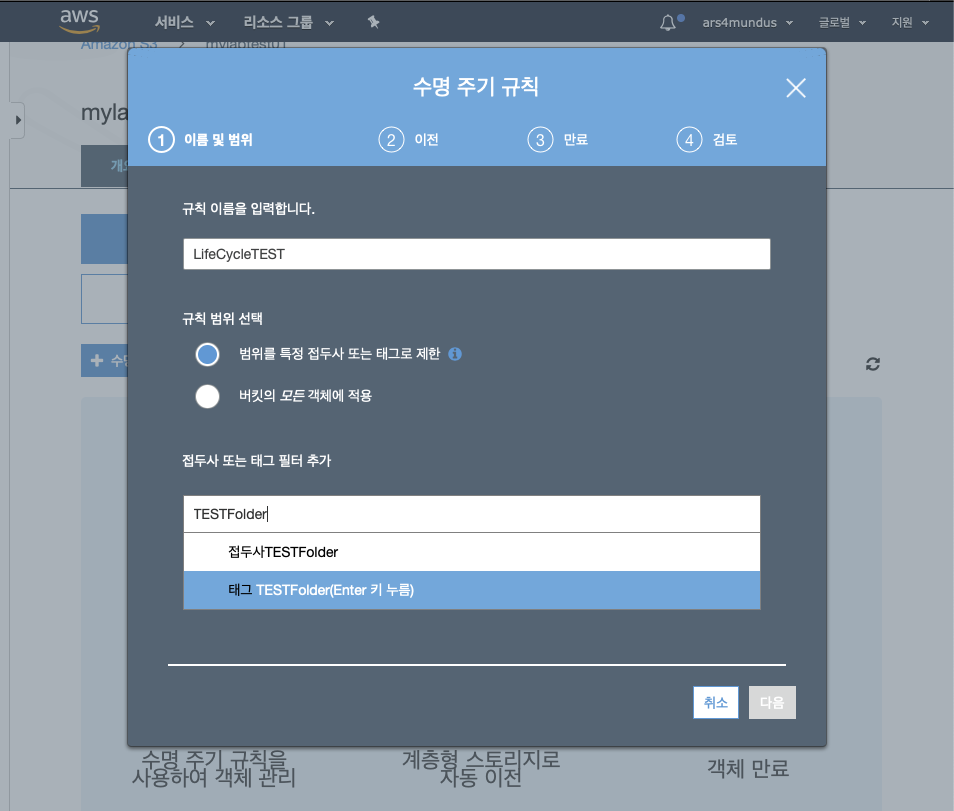 aws 서비스 리소스 그룹 ars4mundus 글로벌 지원
Amazon S3 > mylabtest01
수명 주기 규칙
1 이름 및 범위 2 이전 3 만료 4 검토
규칙 이름을 입력합니다.
LifeCycleTEST
규칙 범위 선택
범위를 특정 접두사 또는 태그로 제한
버킷의 모든 객체에 적용
접두사 또는 태그 필터 추가
TESTFolder
접두사TESTFolder
태그 TESTFolder(Enter 키 누름)
취소 다음
수명 주기 규칙을
사용하여 객체 관리
계층형 스토리지로
자동 이전
객체 만료